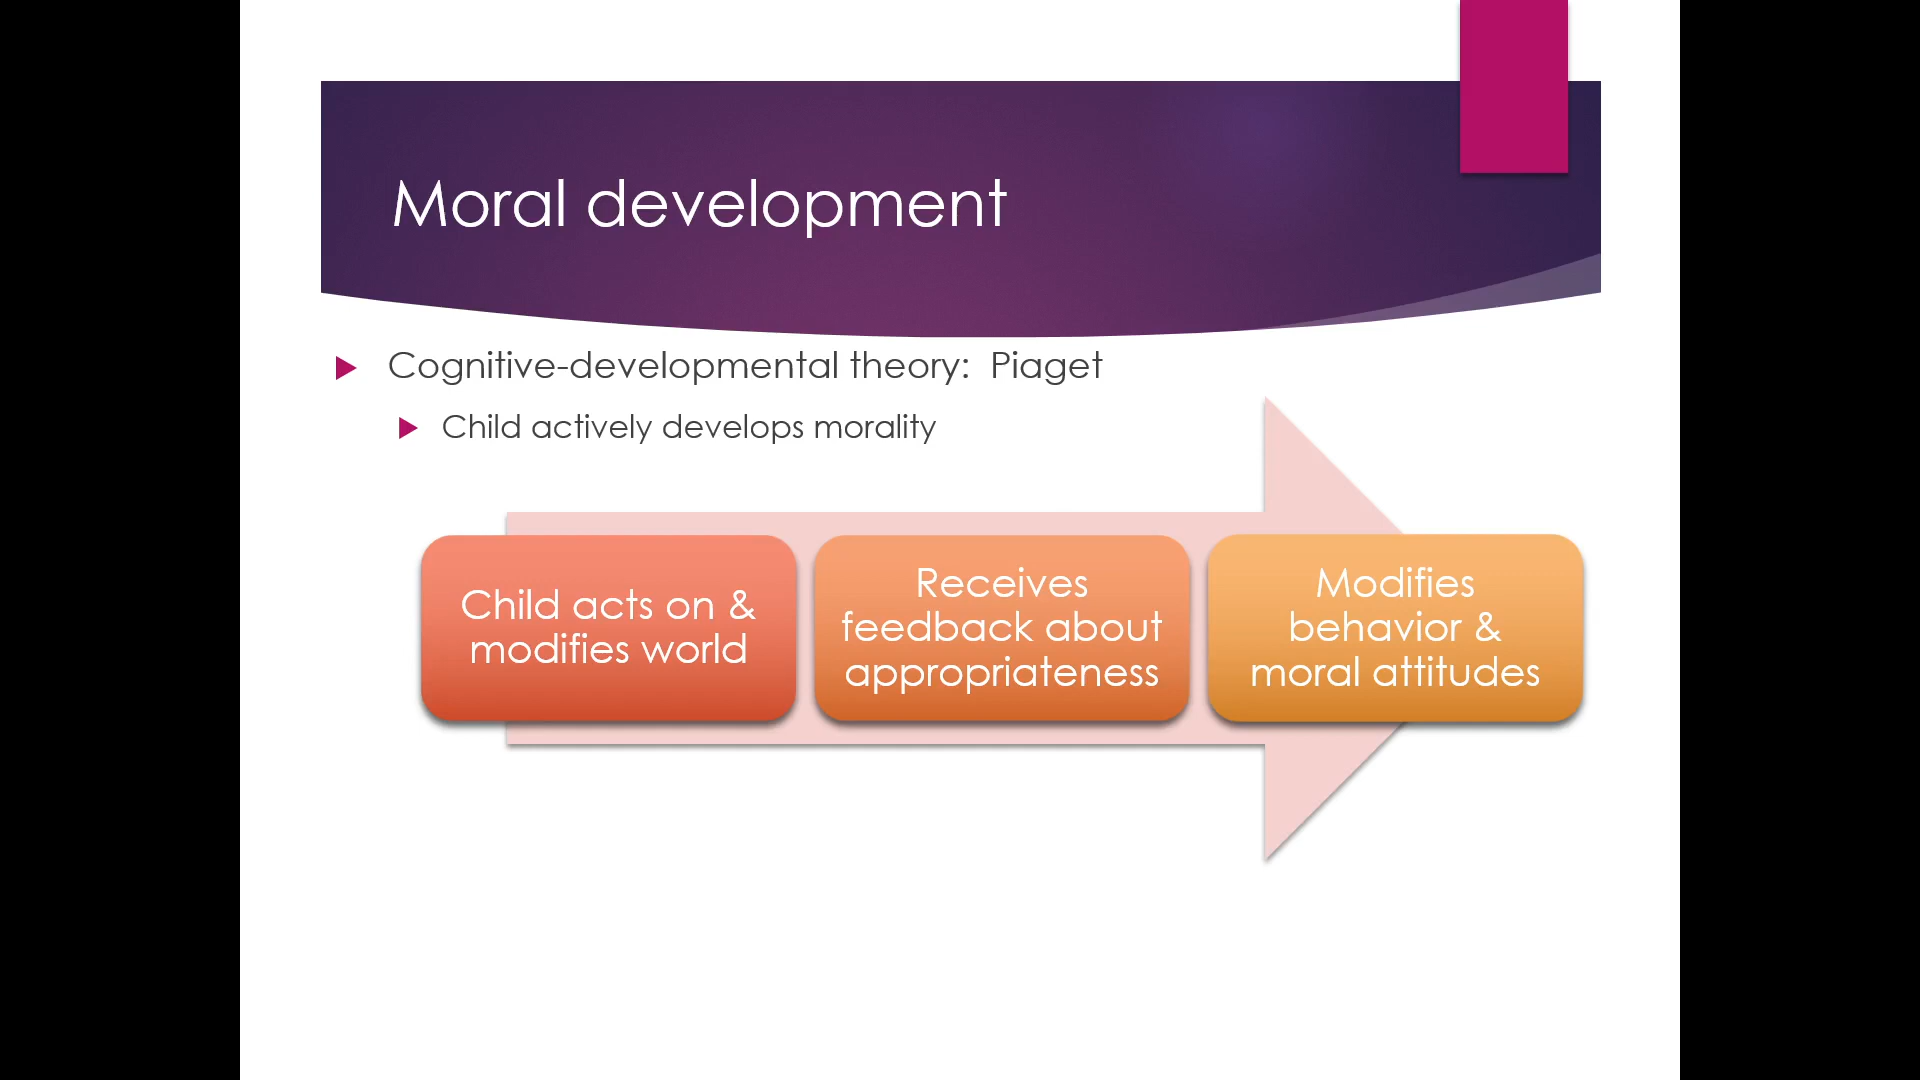 Moral development
Cognitive-developmental theory:  Piaget
Child actively develops morality
Child acts on &
modifies world
Receives
feedback about
appropriateness
Modifies
behavior &
moral attitudes